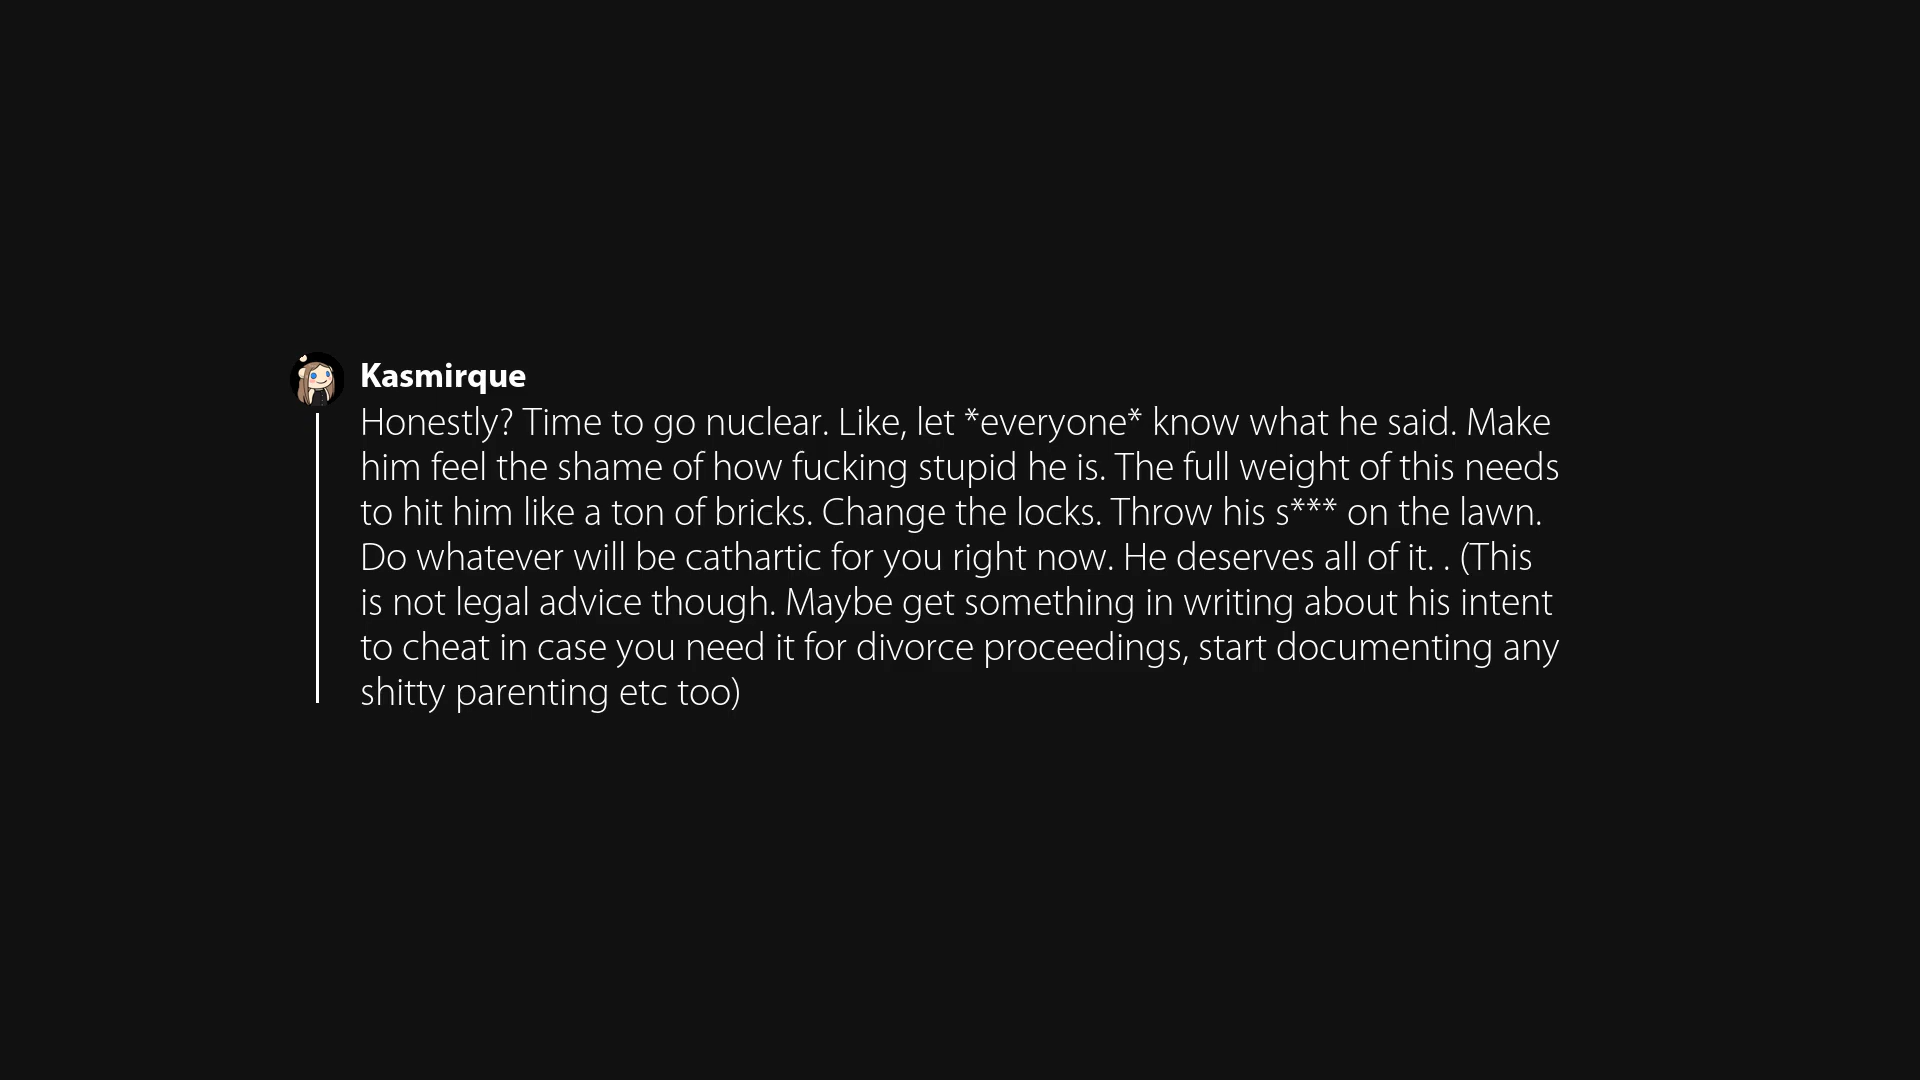 Kasmirque
Honestly? Time to go nuclear. Like, let *everyone* know what he said. Make
him feel the shame of how fucking stupid he is. The full weight of this needs
to hit him like a ton of bricks. Change the locks. Throw his s*** on the lawn.
Do whatever will be cathartic for you right now. He deserves all of it. . (This
is not legal advice though. Maybe get something in writing about his intent
to cheat in case you need it for divorce proceedings, start documenting any
shitty parenting etc too)